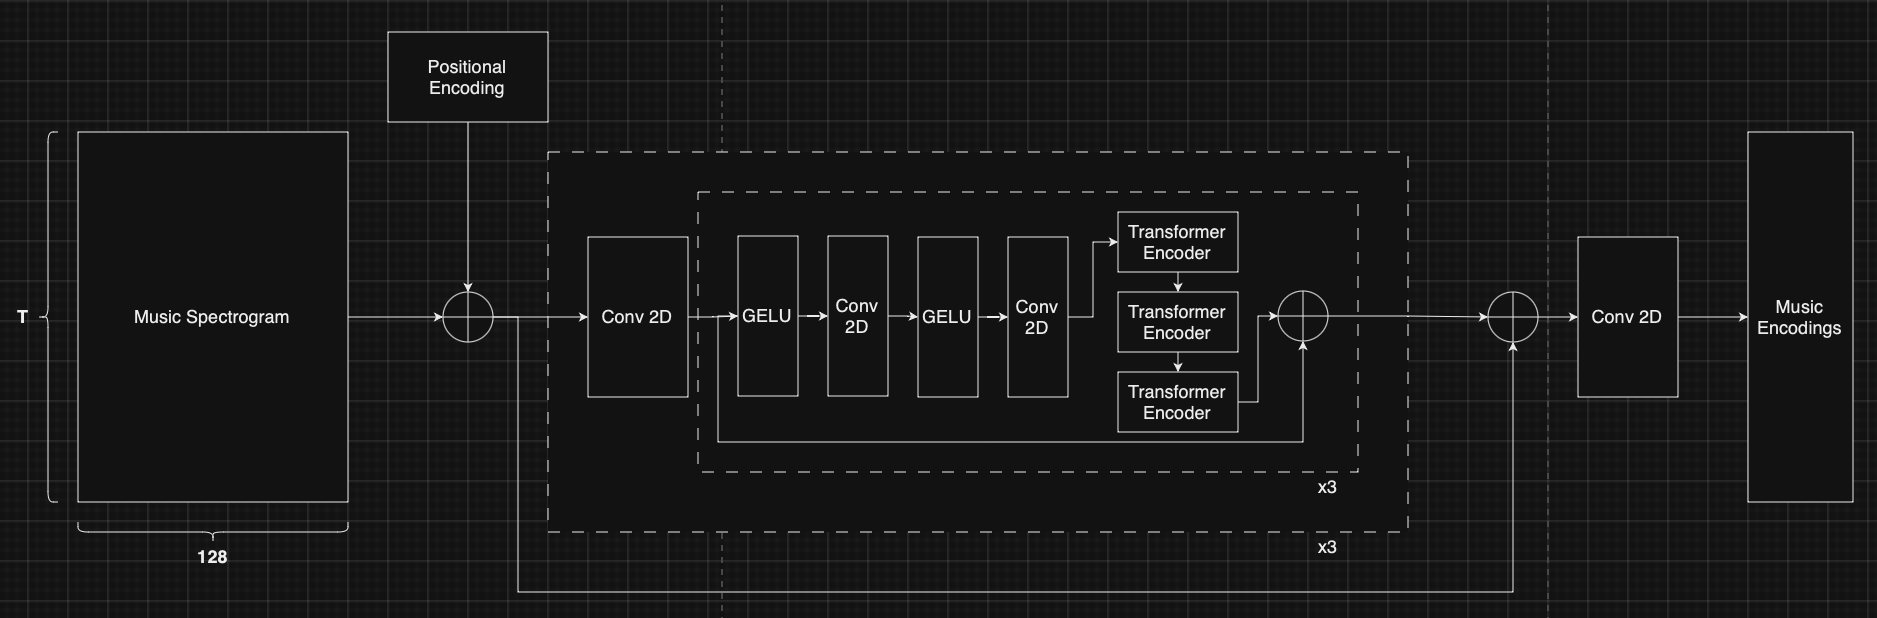 Positional
Encoding
T
Music Spectrogram
128
Conv 2D
GELU
Conv
2D
GELU
Conv
2D
Transformer
Encoder
Transformer
Encoder
Transformer
Encoder
x3
x3
Conv 2D
Music
Encodings